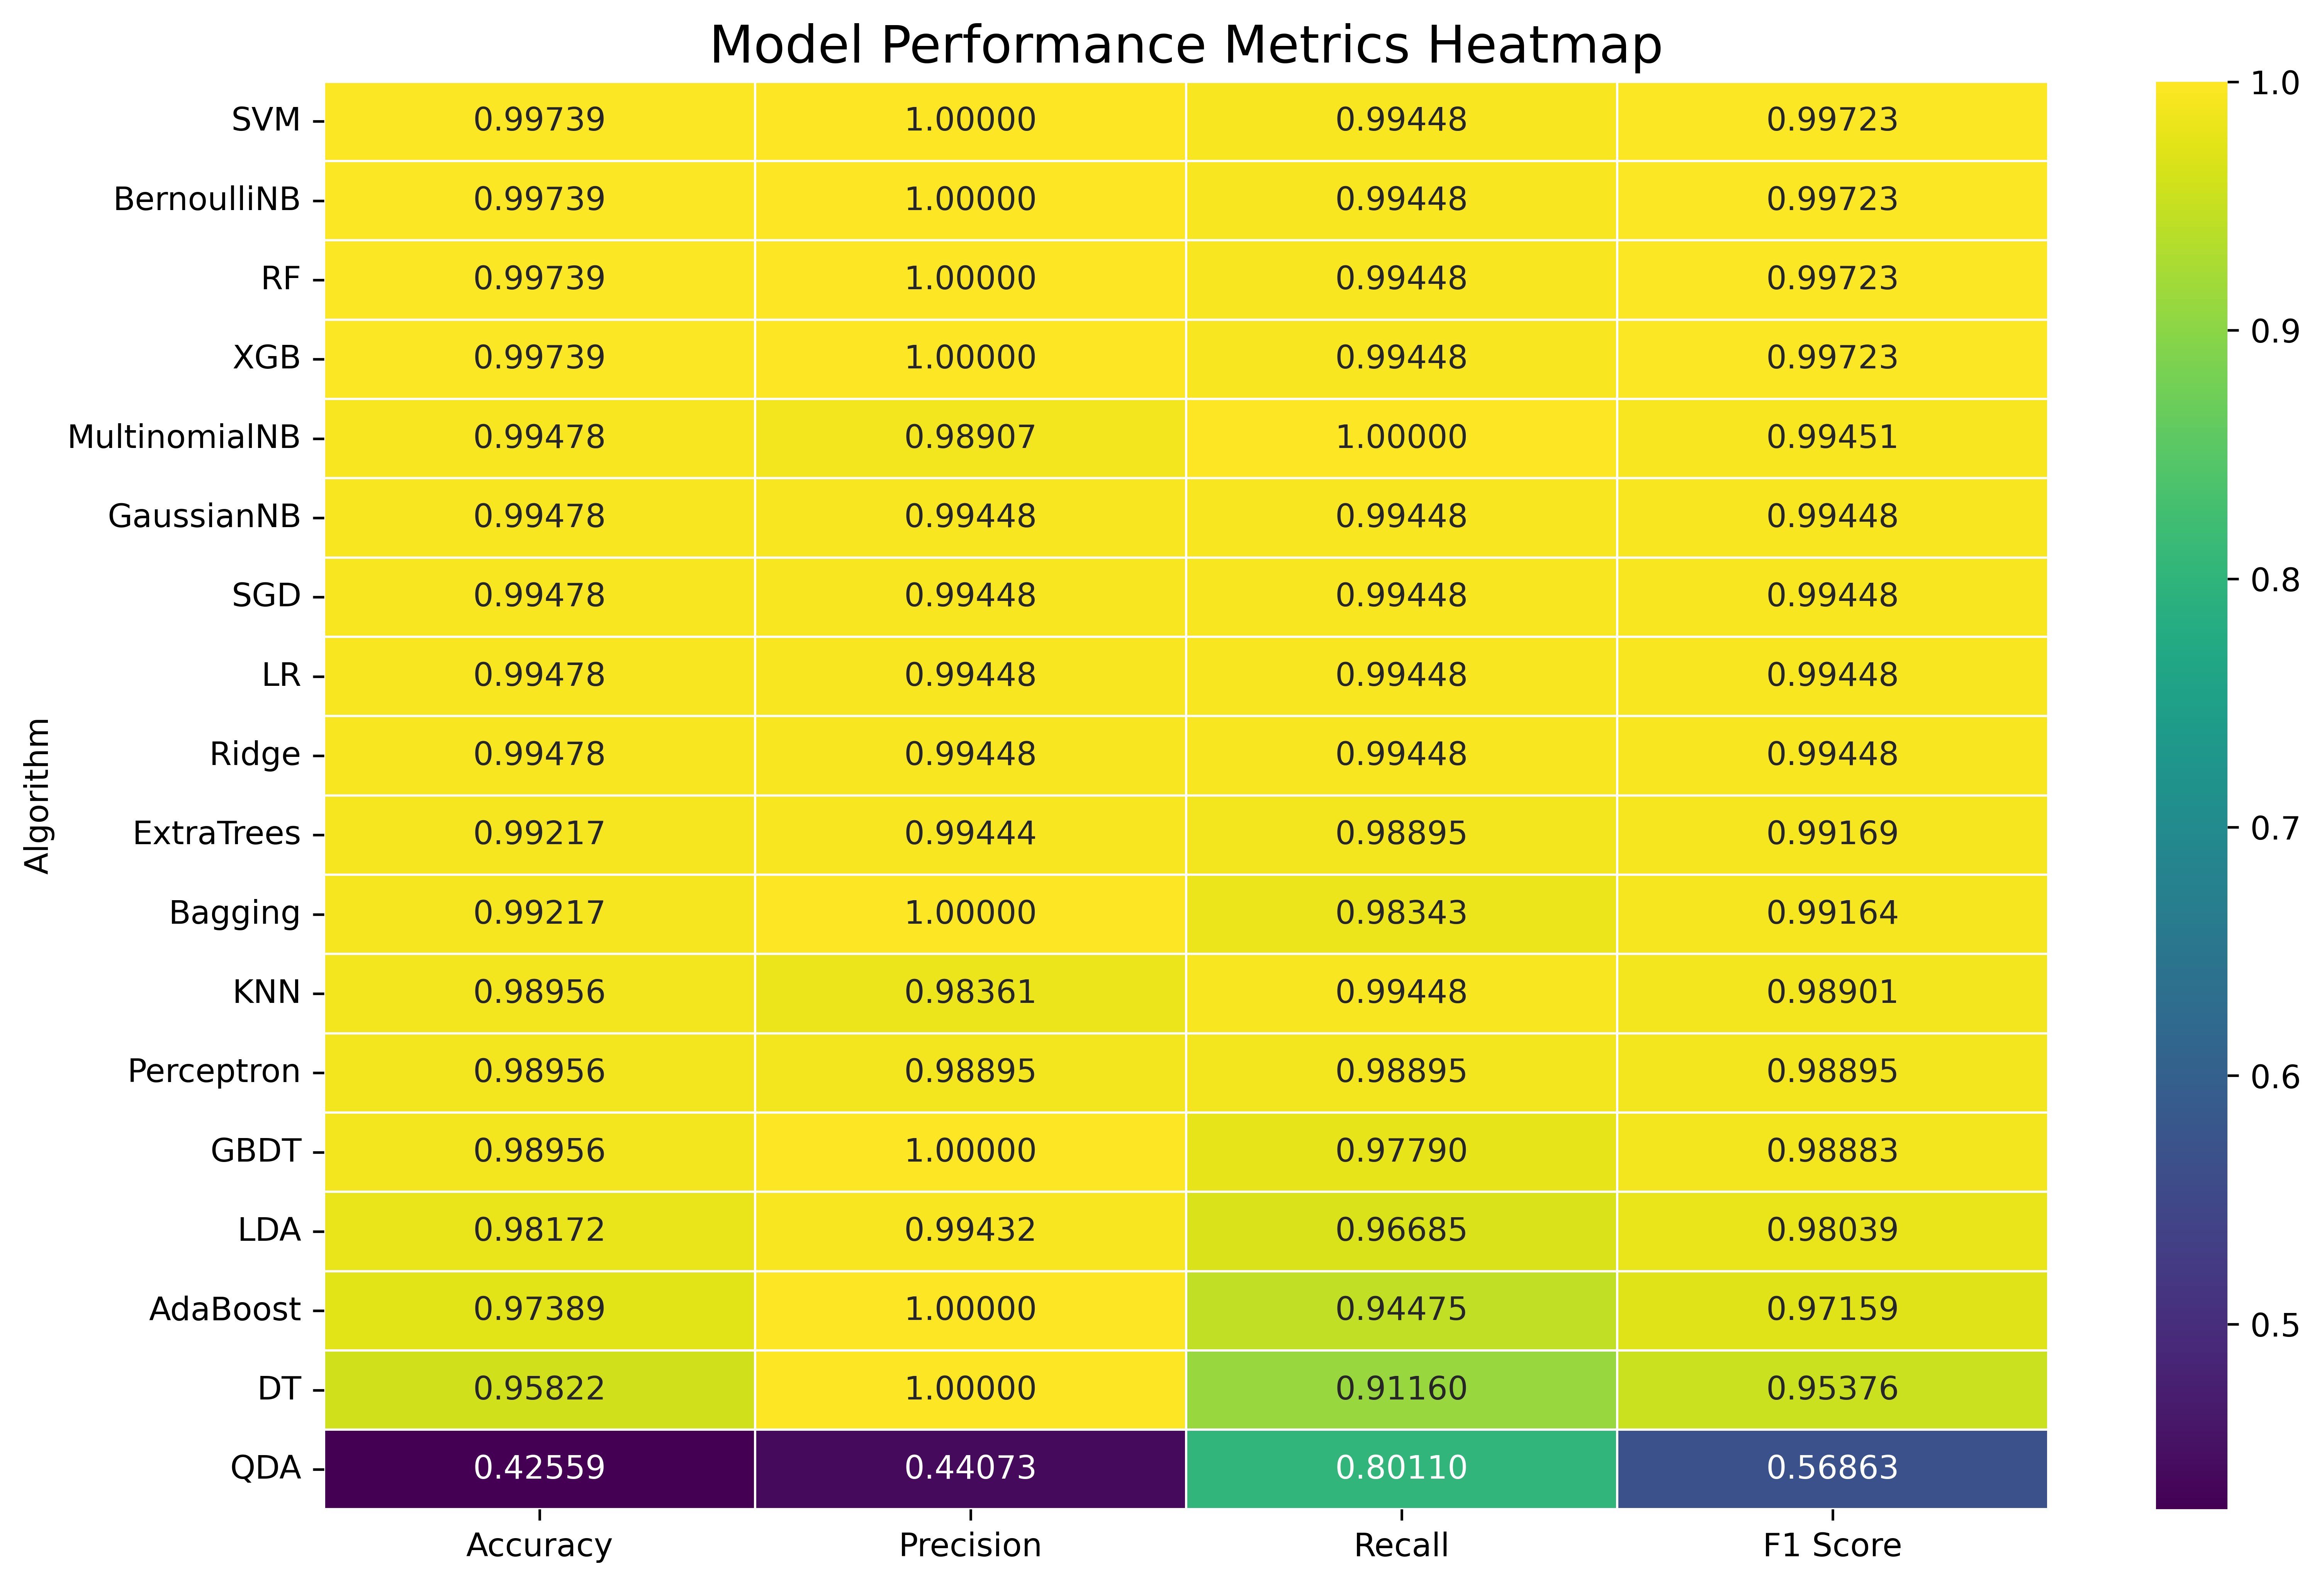 Model Performance Metrics Heatmap
SVM 0.99739 1.00000 0.99448 0.99723
BernoulliNB 0.99739 1.00000 0.99448 0.99723
RF 0.99739 1.00000 0.99448 0.99723
XGB 0.99739 1.00000 0.99448 0.99723
MultinomialNB 0.99478 0.98907 1.00000 0.99451
GaussianNB 0.99478 0.99448 0.99448 0.99448
SGD 0.99478 0.99448 0.99448 0.99448
LR 0.99478 0.99448 0.99448 0.99448
Ridge 0.99478 0.99448 0.99448 0.99448
ExtraTrees 0.99217 0.99444 0.98895 0.99169
Bagging 0.99217 1.00000 0.98343 0.99164
KNN 0.98956 0.98361 0.99448 0.98901
Perceptron 0.98956 0.98895 0.98895 0.98895
GBDT 0.98956 1.00000 0.97790 0.98883
LDA 0.98172 0.99432 0.96685 0.98039
AdaBoost 0.97389 1.00000 0.94475 0.97159
DT 0.95822 1.00000 0.91160 0.95376
QDA 0.42559 0.44073 0.80110 0.56863
Accuracy Precision Recall F1 Score
Algorithm
1.0
0.9
0.8
0.7
0.6
0.5